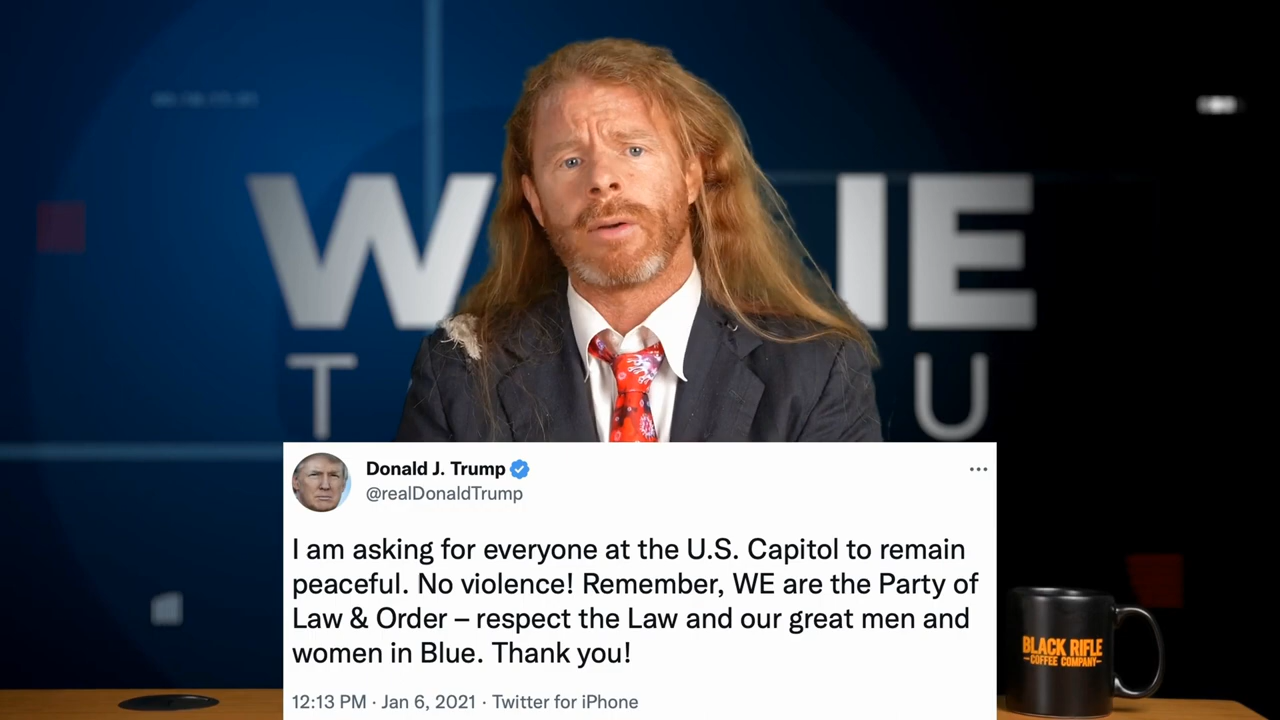 W IE
T U
Donald J. Trump
@realDonaldTrump
I am asking for everyone at the U.S. Capitol to remain
peaceful. No violence! Remember, WE are the Party of
Law & Order – respect the Law and our great men and
women in Blue. Thank you!
12:13 PM · Jan 6, 2021 · Twitter for iPhone
BLACK RIFLE
COFFEE COMPANY